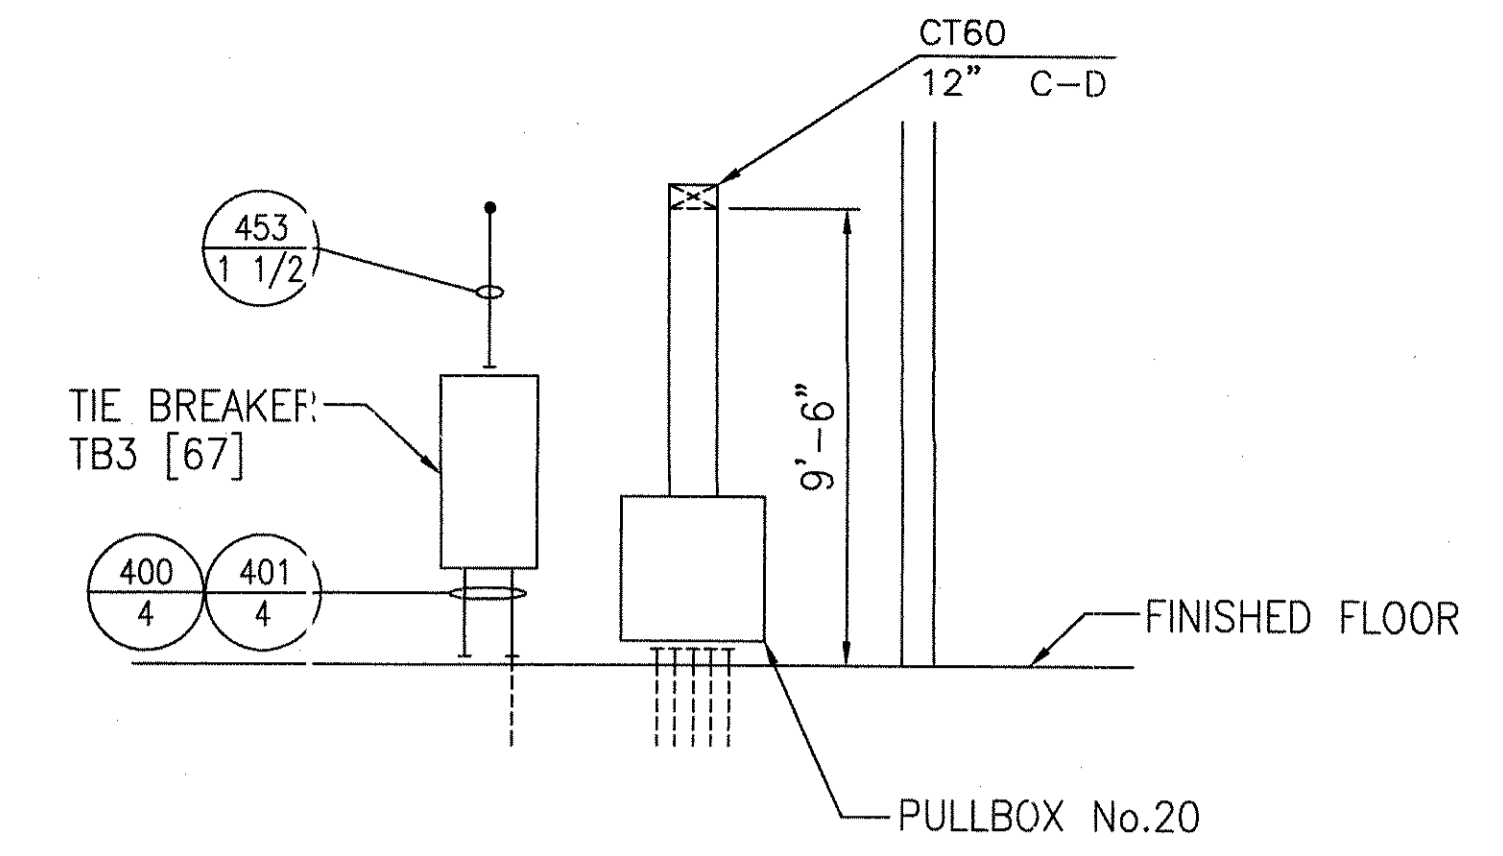 CT60
12” C-D
453
1 1/2
TIE BREAKER
TB3 [67]
9'-6”
400
4
401
4
FINISHED FLOOR
PULLBOX No.20